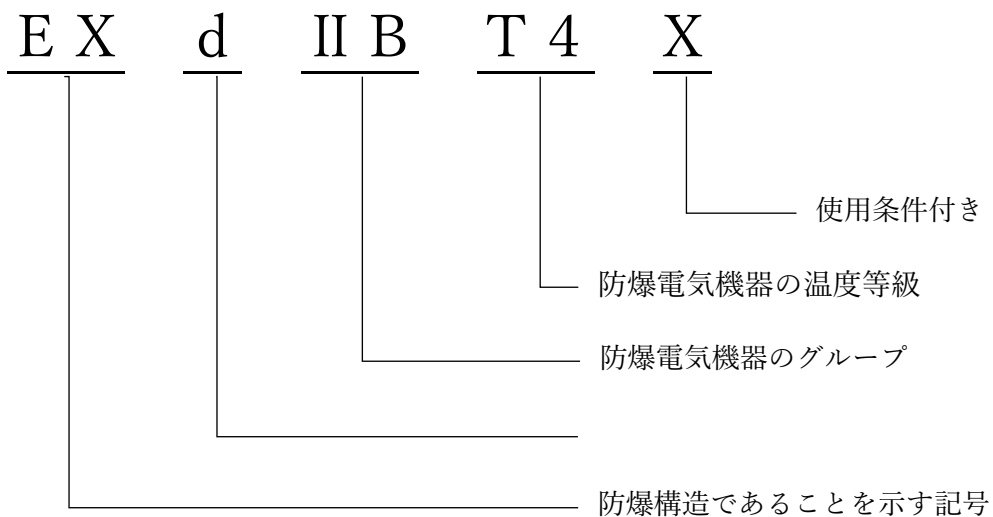 ＥＸ ｄ ⅡＢ Ｔ４ Ｘ
使用条件付き
防爆電気機器の温度等級
防爆電気機器のグループ
防爆構造であることを示す記号